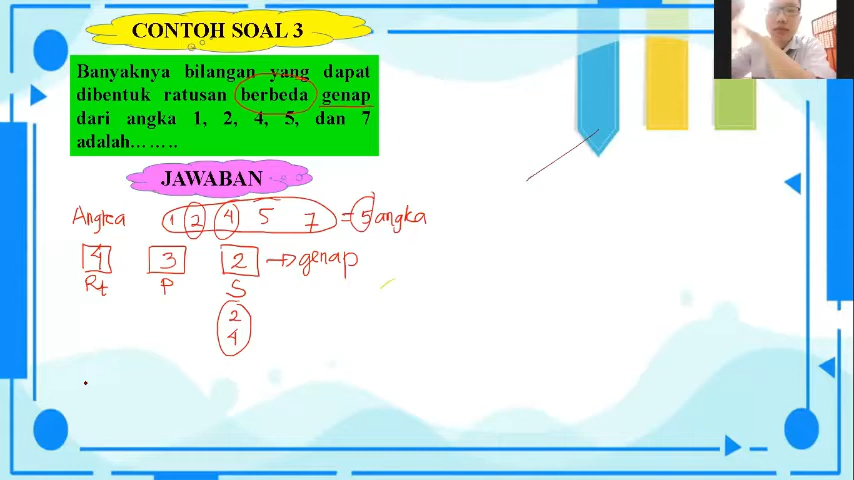 CONTOH SOAL 3
Banyaknya bilangan yang dapat
dibentuk ratusan berbeda genap
dari angka 1, 2, 4, 5, dan 7
adalah........
JAWABAN
Angka 1 2 4 5 7 = 5 angka
4 3 2 → genap
Rt P S
2
4